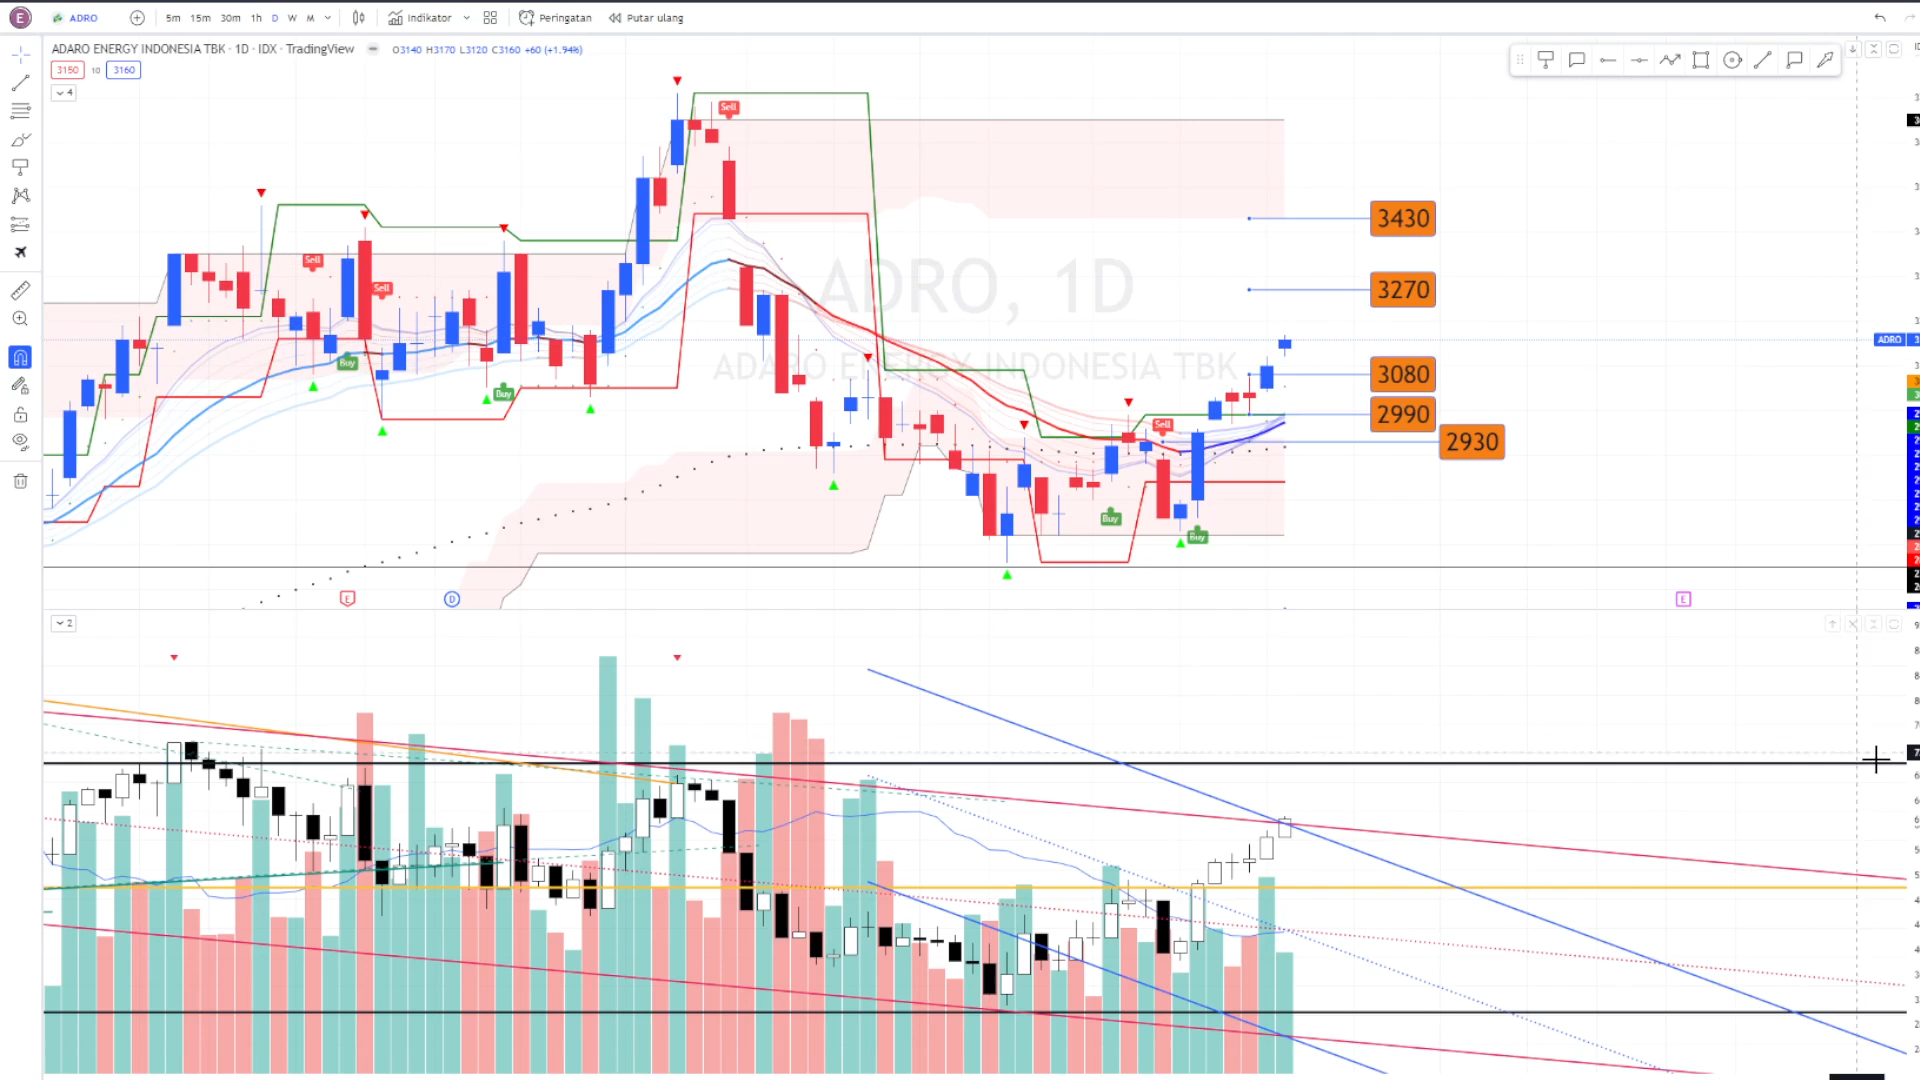 E ADRO 5m 15m 30m 1h D W M Indikator Peringatan Putar ulang
ADARO ENERGY INDONESIA TBK · 1D · IDX · TradingView O3140 H3170 L3120 C3160 +60 (+1.94%)
3150 10 3160
4
Sell
3430
Sell
Sell
ADRO, 1D
3270
ADRO
Buy
ADARO ENERGY INDONESIA TBK
3080
Buy
2990
Sell
2930
Buy
Buy
E D E
2